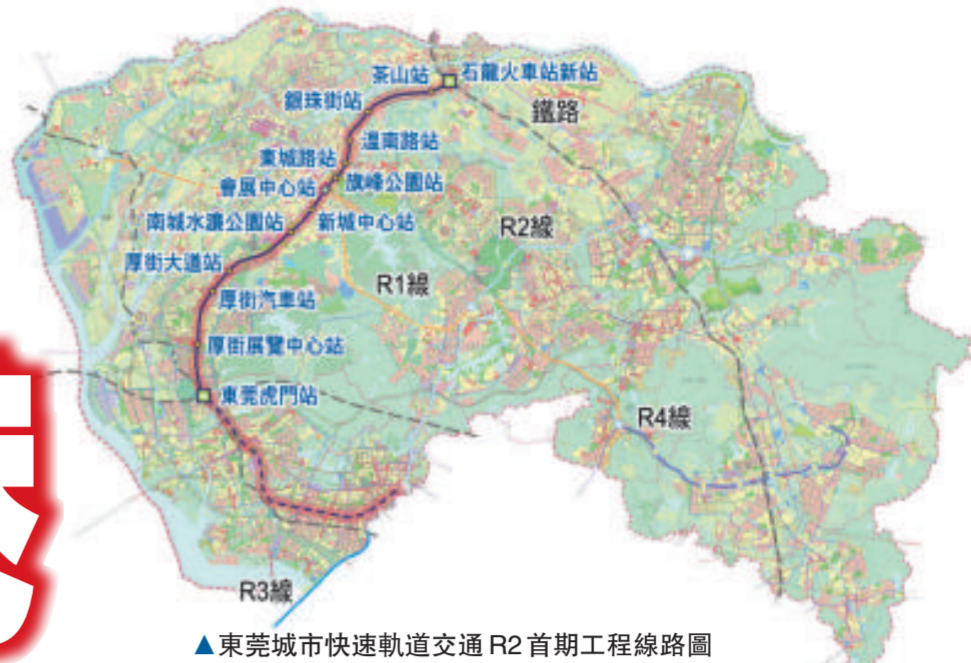 茶山站
石龍火車站新站
銀珠街站
鐵路
溫南路站
東城路站
旗峰公園站
會展中心站
南城水濂公園站
新城中心站
R2線
厚街大道站
R1線
厚街汽車站
厚街展覽中心站
東莞虎門站
R4線
R3線
▲東莞城市快速軌道交通R2首期工程線路圖